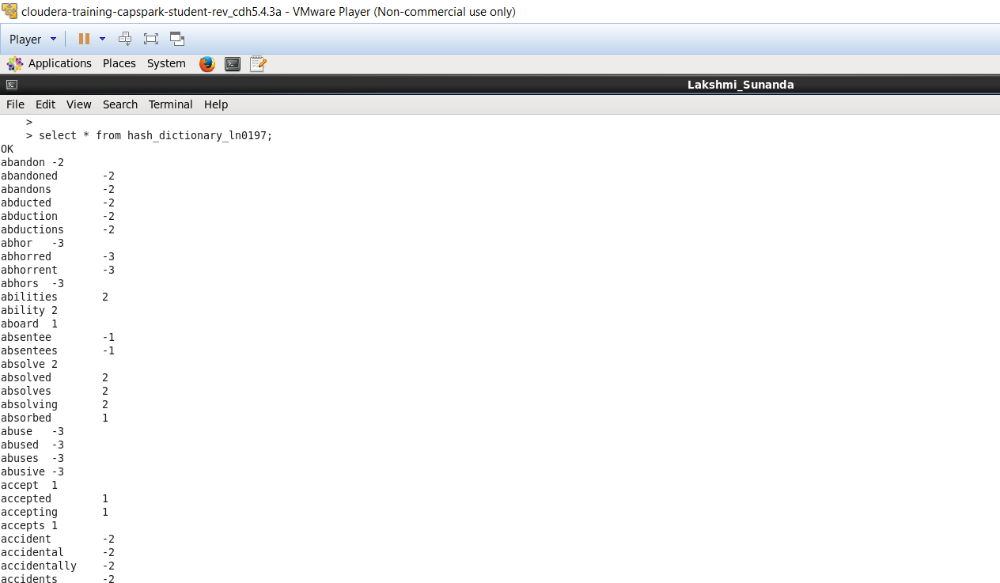 cloudera-training-capspark-student-rev_cdh5.4.3a - VMware Player (Non-commercial use only)
Player
Applications Places System
Lakshmi_Sunanda
File Edit View Search Terminal Help
>
> select * from hash_dictionary_ln0197;
OK
abandon -2
abandoned -2
abandons -2
abducted -2
abduction -2
abductions -2
abhor -3
abhorred -3
abhorrent -3
abhors -3
abilities 2
ability 2
aboard 1
absentee -1
absentees -1
absolve 2
absolved 2
absolves 2
absolving 2
absorbed 1
abuse -3
abused -3
abuses -3
abusive -3
accept 1
accepted 1
accepting 1
accepts 1
accident -2
accidental -2
accidentally -2
accidents -2